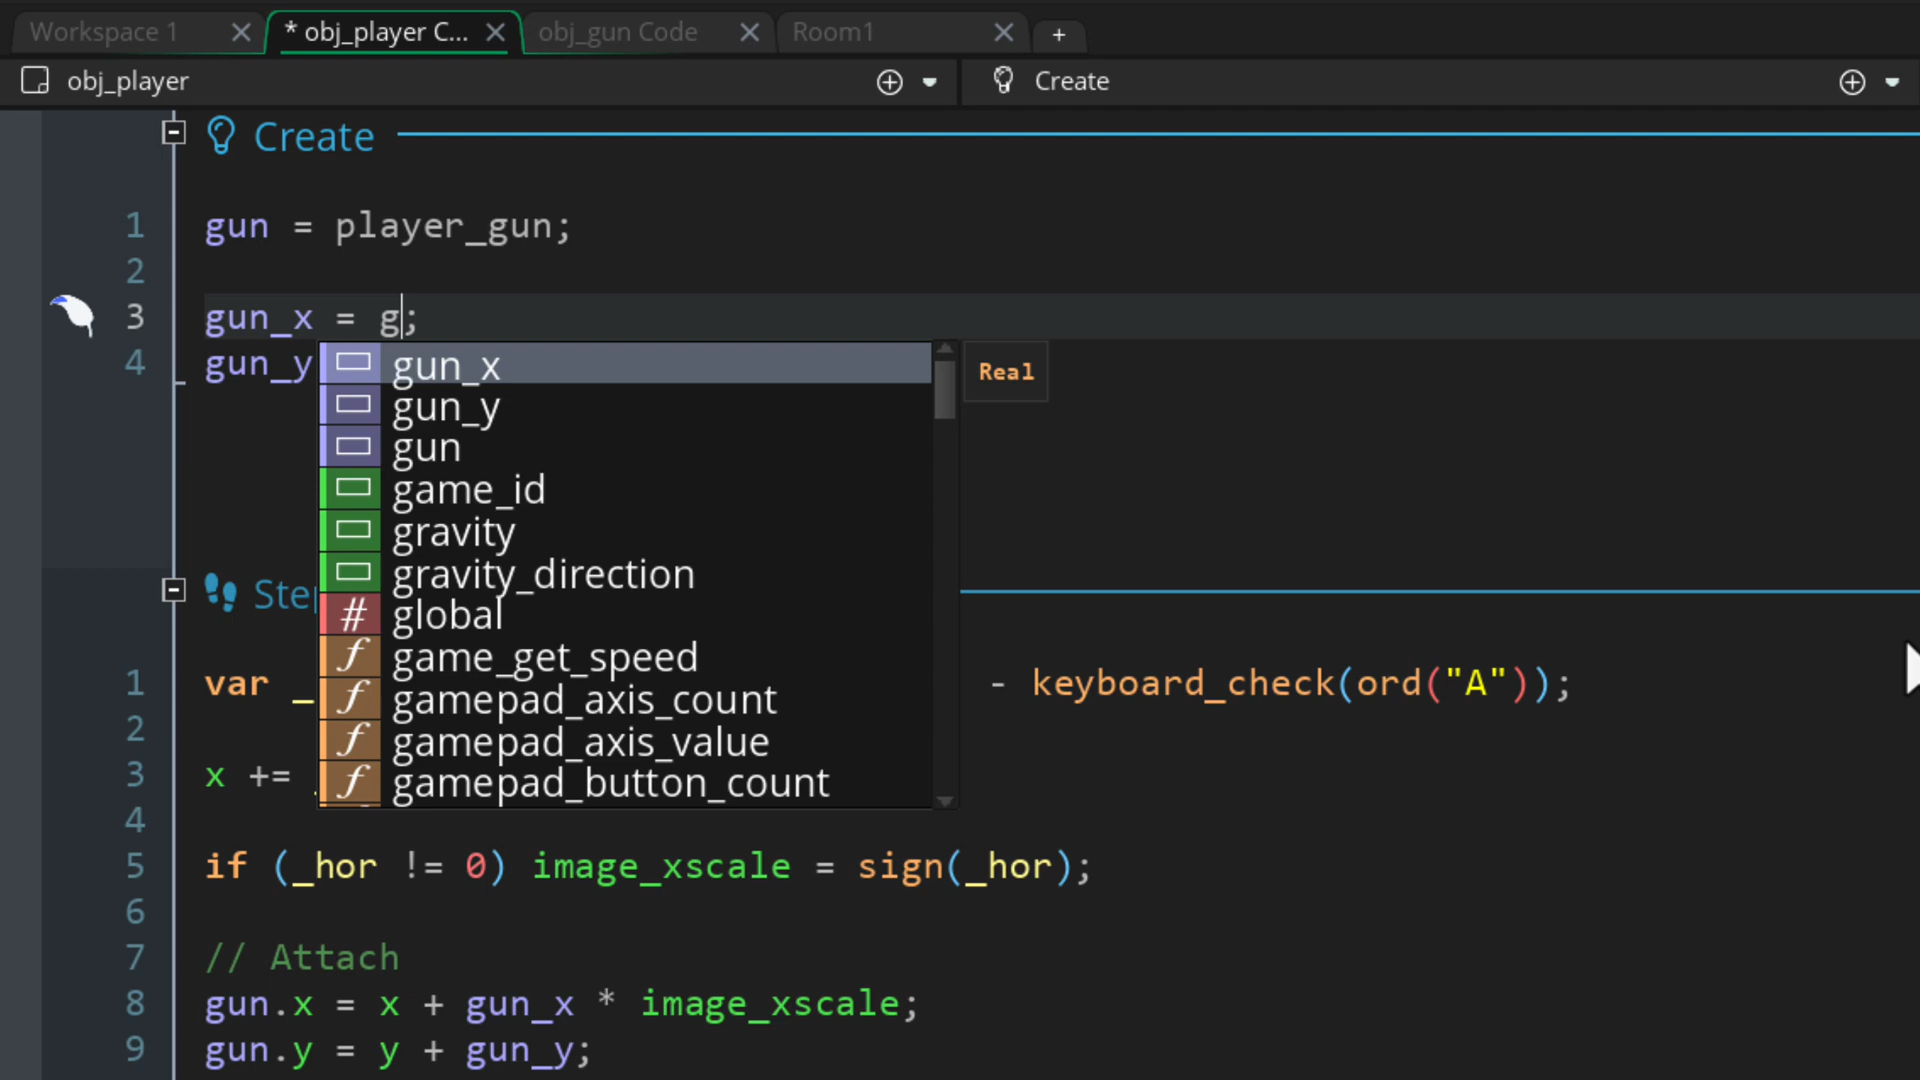 Workspace 1
* obj_player C...
obj_gun Code
Room1
+
obj_player
Create
Create
1 gun = player_gun;
2
3 gun_x = g;
4 gun_y
gun_x
Real
gun_y
gun
game_id
gravity
gravity_direction
# global
f game_get_speed
f gamepad_axis_count
f gamepad_axis_value
f gamepad_button_count
Ste
1 var _ - keyboard_check(ord("A"));
2
3 x +=
4
5 if (_hor != 0) image_xscale = sign(_hor);
6
7 // Attach
8 gun.x = x + gun_x * image_xscale;
9 gun.y = y + gun_y;